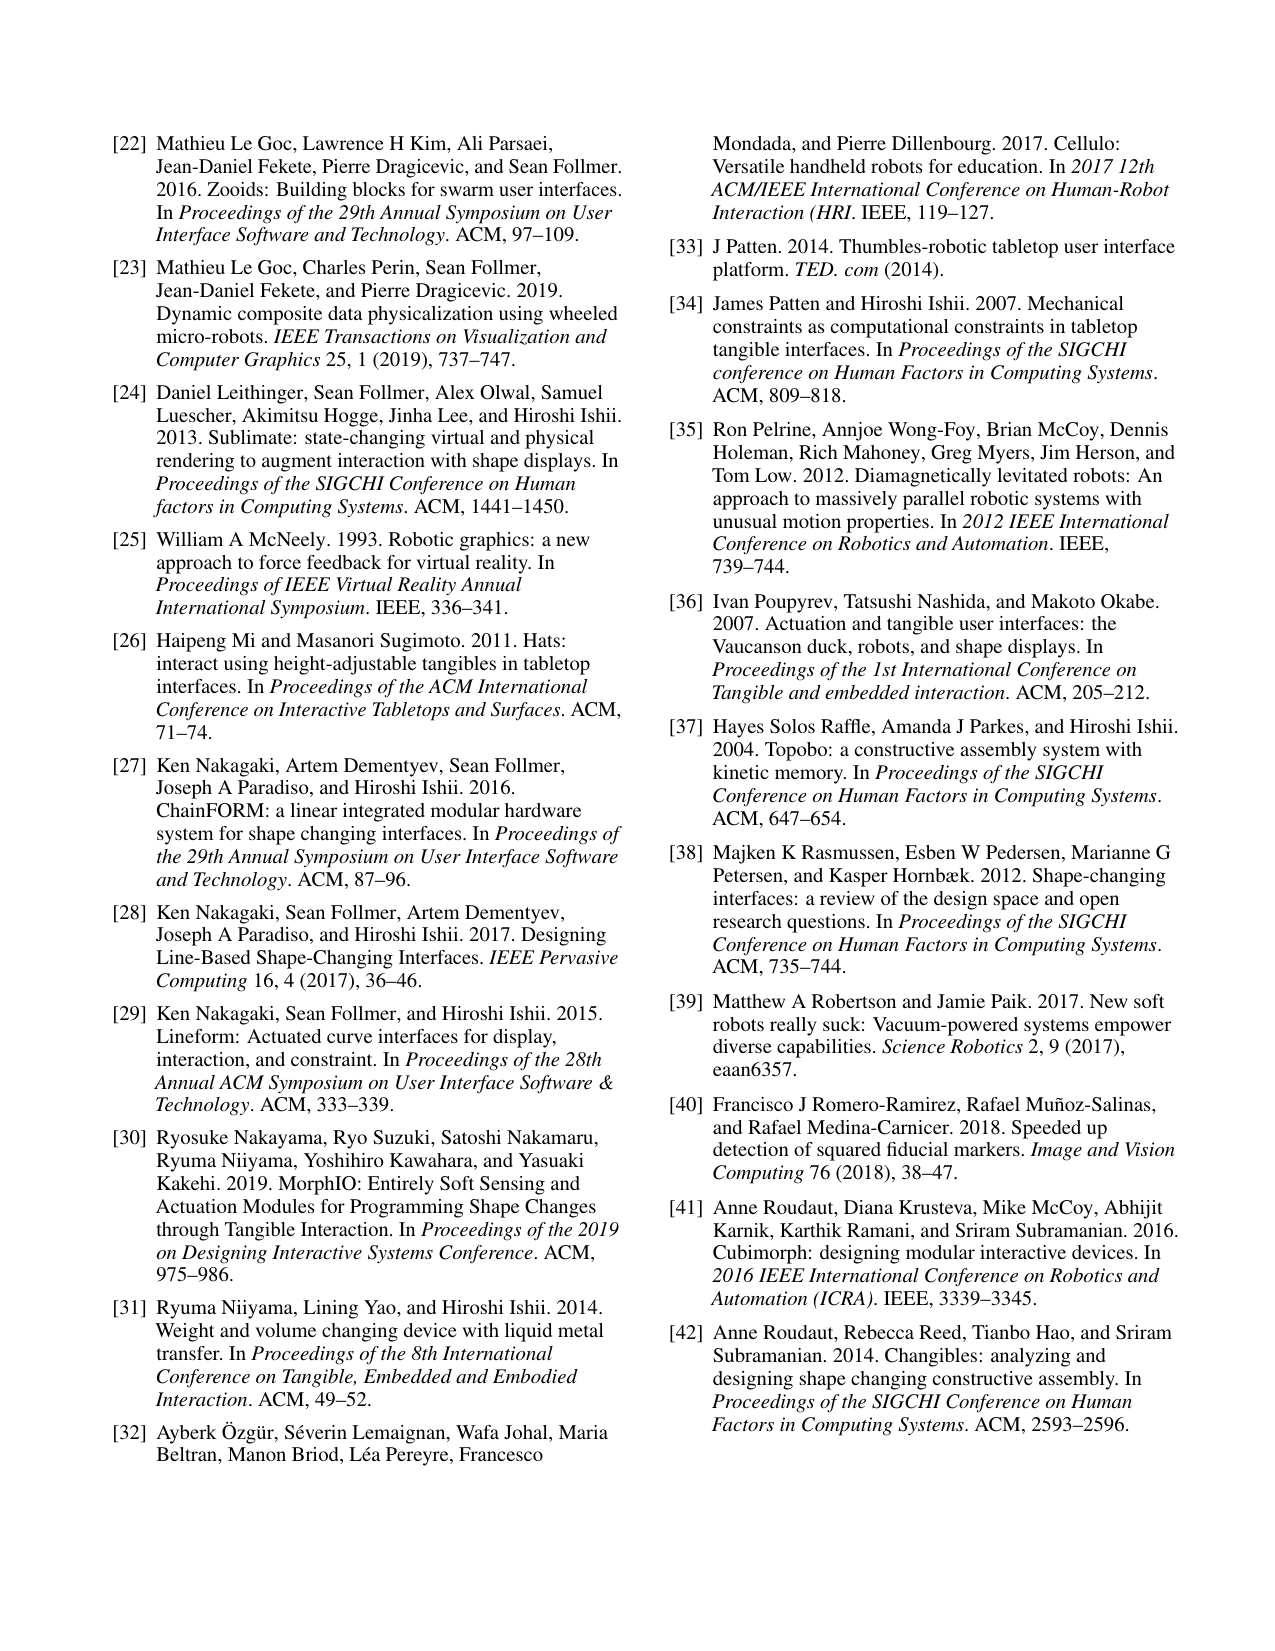 [22] Mathieu Le Goc, Lawrence H Kim, Ali Parsaei,
Jean-Daniel Fekete, Pierre Dragicevic, and Sean Follmer.
2016. Zooids: Building blocks for swarm user interfaces.
In Proceedings of the 29th Annual Symposium on User
Interface Software and Technology. ACM, 97–109.
[23] Mathieu Le Goc, Charles Perin, Sean Follmer,
Jean-Daniel Fekete, and Pierre Dragicevic. 2019.
Dynamic composite data physicalization using wheeled
micro-robots. IEEE Transactions on Visualization and
Computer Graphics 25, 1 (2019), 737–747.
[24] Daniel Leithinger, Sean Follmer, Alex Olwal, Samuel
Luescher, Akimitsu Hogge, Jinha Lee, and Hiroshi Ishii.
2013. Sublimate: state-changing virtual and physical
rendering to augment interaction with shape displays. In
Proceedings of the SIGCHI Conference on Human
factors in Computing Systems. ACM, 1441–1450.
[25] William A McNeely. 1993. Robotic graphics: a new
approach to force feedback for virtual reality. In
Proceedings of IEEE Virtual Reality Annual
International Symposium. IEEE, 336–341.
[26] Haipeng Mi and Masanori Sugimoto. 2011. Hats:
interact using height-adjustable tangibles in tabletop
interfaces. In Proceedings of the ACM International
Conference on Interactive Tabletops and Surfaces. ACM,
71–74.
[27] Ken Nakagaki, Artem Dementyev, Sean Follmer,
Joseph A Paradiso, and Hiroshi Ishii. 2016.
ChainFORM: a linear integrated modular hardware
system for shape changing interfaces. In Proceedings of
the 29th Annual Symposium on User Interface Software
and Technology. ACM, 87–96.
[28] Ken Nakagaki, Sean Follmer, Artem Dementyev,
Joseph A Paradiso, and Hiroshi Ishii. 2017. Designing
Line-Based Shape-Changing Interfaces. IEEE Pervasive
Computing 16, 4 (2017), 36–46.
[29] Ken Nakagaki, Sean Follmer, and Hiroshi Ishii. 2015.
Lineform: Actuated curve interfaces for display,
interaction, and constraint. In Proceedings of the 28th
Annual ACM Symposium on User Interface Software &
Technology. ACM, 333–339.
[30] Ryosuke Nakayama, Ryo Suzuki, Satoshi Nakamaru,
Ryuma Niiyama, Yoshihiro Kawahara, and Yasuaki
Kakehi. 2019. MorphIO: Entirely Soft Sensing and
Actuation Modules for Programming Shape Changes
through Tangible Interaction. In Proceedings of the 2019
on Designing Interactive Systems Conference. ACM,
975–986.
[31] Ryuma Niiyama, Lining Yao, and Hiroshi Ishii. 2014.
Weight and volume changing device with liquid metal
transfer. In Proceedings of the 8th International
Conference on Tangible, Embedded and Embodied
Interaction. ACM, 49–52.
[32] Ayberk Özgür, Séverin Lemaignan, Wafa Johal, Maria
Beltran, Manon Briod, Léa Pereyre, Francesco
Mondada, and Pierre Dillenbourg. 2017. Cellulo:
Versatile handheld robots for education. In 2017 12th
ACM/IEEE International Conference on Human-Robot
Interaction (HRI. IEEE, 119–127.
[33] J Patten. 2014. Thumbles-robotic tabletop user interface
platform. TED. com (2014).
[34] James Patten and Hiroshi Ishii. 2007. Mechanical
constraints as computational constraints in tabletop
tangible interfaces. In Proceedings of the SIGCHI
conference on Human Factors in Computing Systems.
ACM, 809–818.
[35] Ron Pelrine, Annjoe Wong-Foy, Brian McCoy, Dennis
Holeman, Rich Mahoney, Greg Myers, Jim Herson, and
Tom Low. 2012. Diamagnetically levitated robots: An
approach to massively parallel robotic systems with
unusual motion properties. In 2012 IEEE International
Conference on Robotics and Automation. IEEE,
739–744.
[36] Ivan Poupyrev, Tatsushi Nashida, and Makoto Okabe.
2007. Actuation and tangible user interfaces: the
Vaucanson duck, robots, and shape displays. In
Proceedings of the 1st International Conference on
Tangible and embedded interaction. ACM, 205–212.
[37] Hayes Solos Raffle, Amanda J Parkes, and Hiroshi Ishii.
2004. Topobo: a constructive assembly system with
kinetic memory. In Proceedings of the SIGCHI
Conference on Human Factors in Computing Systems.
ACM, 647–654.
[38] Majken K Rasmussen, Esben W Pedersen, Marianne G
Petersen, and Kasper Hornbæk. 2012. Shape-changing
interfaces: a review of the design space and open
research questions. In Proceedings of the SIGCHI
Conference on Human Factors in Computing Systems.
ACM, 735–744.
[39] Matthew A Robertson and Jamie Paik. 2017. New soft
robots really suck: Vacuum-powered systems empower
diverse capabilities. Science Robotics 2, 9 (2017),
eaan6357.
[40] Francisco J Romero-Ramirez, Rafael Muñoz-Salinas,
and Rafael Medina-Carnicer. 2018. Speeded up
detection of squared fiducial markers. Image and Vision
Computing 76 (2018), 38–47.
[41] Anne Roudaut, Diana Krusteva, Mike McCoy, Abhijit
Karnik, Karthik Ramani, and Sriram Subramanian. 2016.
Cubimorph: designing modular interactive devices. In
2016 IEEE International Conference on Robotics and
Automation (ICRA). IEEE, 3339–3345.
[42] Anne Roudaut, Rebecca Reed, Tianbo Hao, and Sriram
Subramanian. 2014. Changibles: analyzing and
designing shape changing constructive assembly. In
Proceedings of the SIGCHI Conference on Human
Factors in Computing Systems. ACM, 2593–2596.